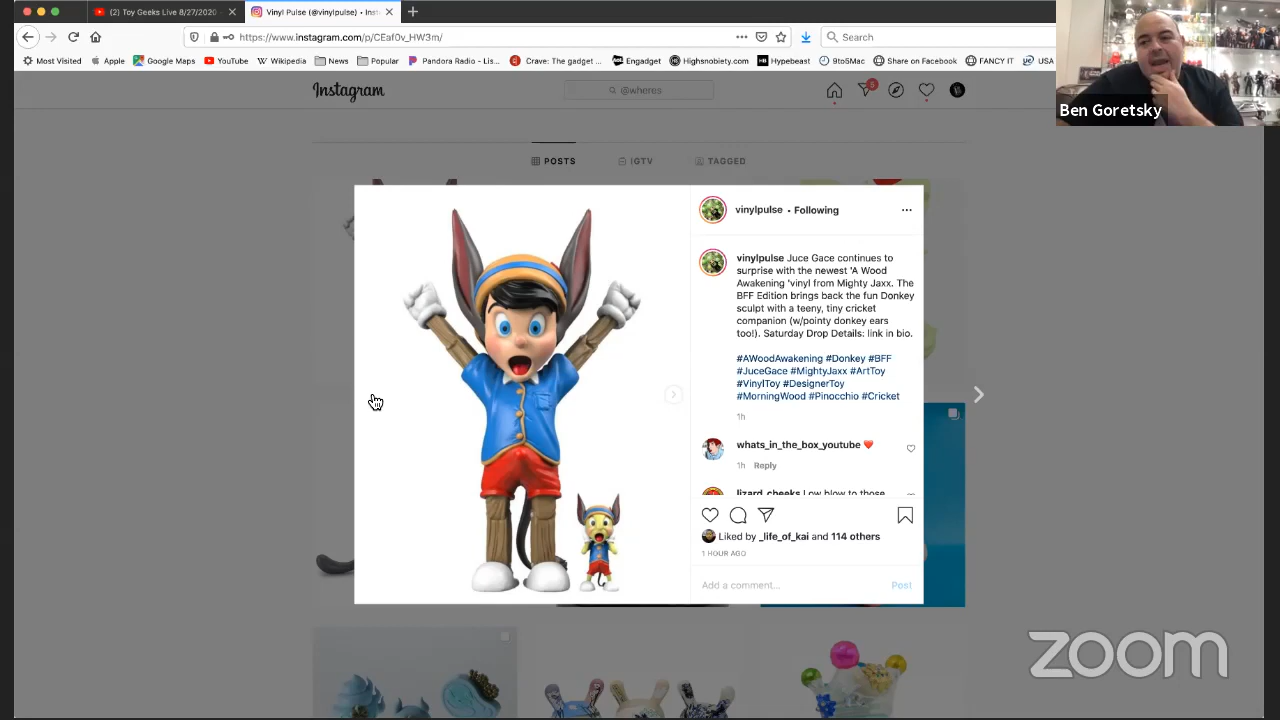 (2) Toy Geeks Live 8/27/2020 -
Vinyl Pulse (@vinylpulse) • Inst
https://www.instagram.com/p/CEaf0v_HW3m/
Search
Most Visited
Apple
Google Maps
YouTube
Wikipedia
News
Popular
Pandora Radio - Lis...
Crave: The gadget ...
Engadget
Highsnobiety.com
Hypebeast
9to5Mac
Share on Facebook
FANCY IT
USA
Ben Goretsky
Instagram
@wheres
5
POSTS
IGTV
TAGGED
vinylpulse • Following
vinylpulse Juce Gace continues to
surprise with the newest 'A Wood
Awakening 'vinyl from Mighty Jaxx. The
BFF Edition brings back the fun Donkey
sculpt with a teeny, tiny cricket
companion (w/pointy donkey ears
too!). Saturday Drop Details: link in bio.
#AWoodAwakening #Donkey #BFF
#JuceGace #MightyJaxx #ArtToy
#VinylToy #DesignerToy
#MorningWood #Pinocchio #Cricket
1h
whats_in_the_box_youtube ❤️
1h Reply
lizard_cheeks Low blow to those
Liked by _life_of_kai and 114 others
1 HOUR AGO
Add a comment...
Post
zoom